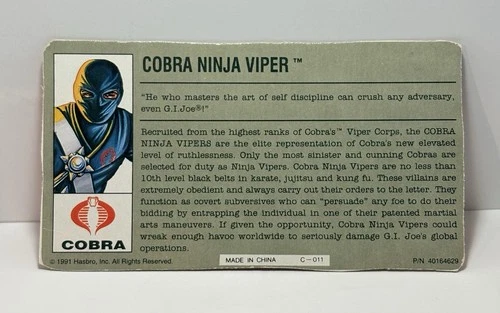 COBRA NINJA VIPER ™
"He who masters the art of self discipline can crush any adversary,
even G.I.Joe®!"
Recruited from the highest ranks of Cobra's™ Viper Corps, the COBRA
NINJA VIPERS are the elite representation of Cobra's new elevated
level of ruthlessness. Only the most sinister and cunning Cobras are
selected for duty as Ninja Vipers. Cobra Ninja Vipers are no less than
10th level black belts in karate, jujitsu and kung fu. These villains are
extremely obedient and always carry out their orders to the letter. They
function as covert subversives who can "persuade" any foe to do their
bidding by entrapping the individual in one of their patented martial
arts maneuvers. If given the opportunity, Cobra Ninja Vipers could
wreak enough havoc worldwide to seriously damage G.I. Joe's global
operations.
COBRA
© 1991 Hasbro, Inc. All Rights Reserved.
MADE IN CHINA C-011
P/N 40164629